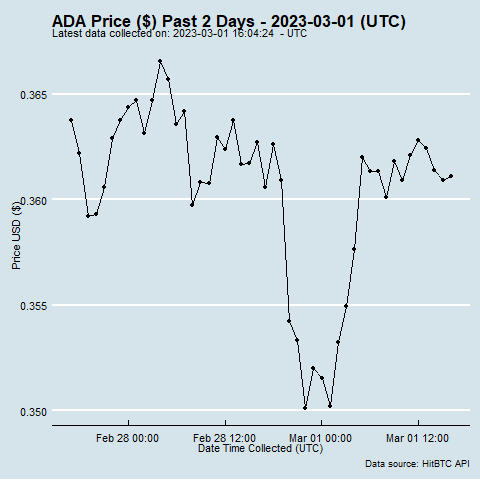 ADA Price ($) Past 2 Days - 2023-03-01 (UTC)
Latest data collected on: 2023-03-01 16:04:24  - UTC
0.365
0.360
0.355
0.350
Price USD ($)
Feb 28 00:00 Feb 28 12:00 Mar 01 00:00 Mar 01 12:00
Date Time Collected (UTC)
Data source: HitBTC API